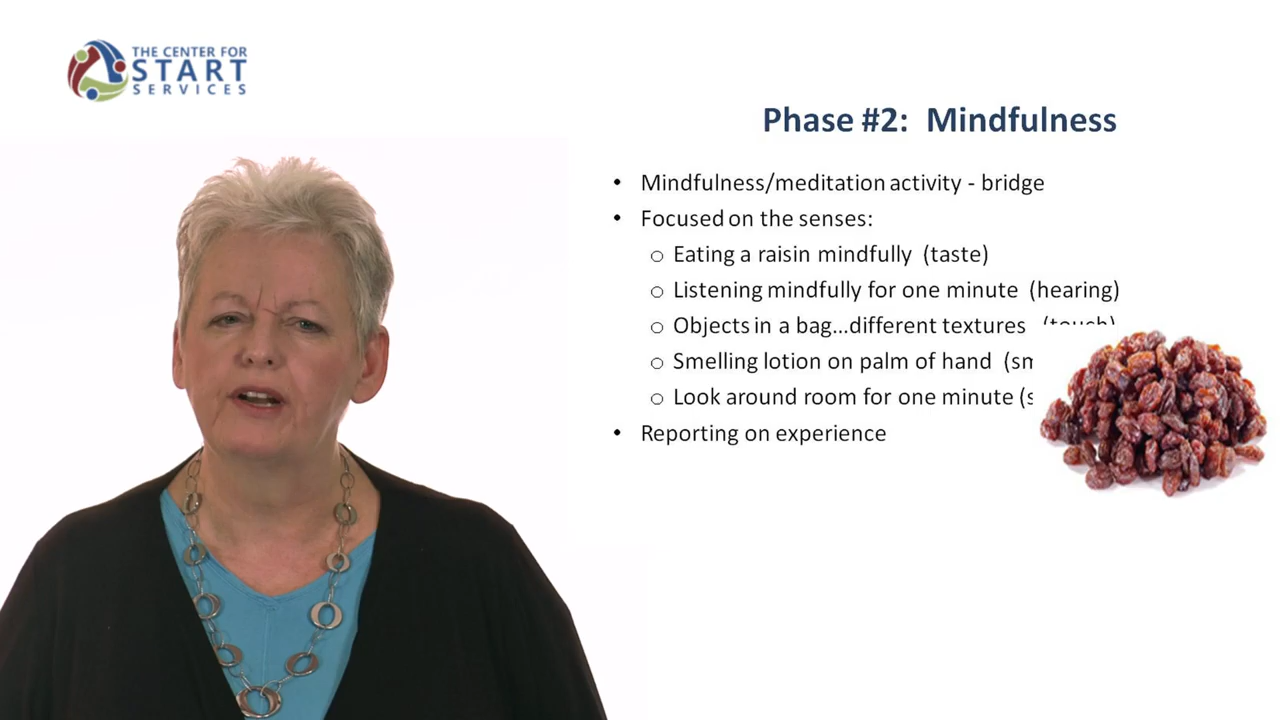 THE CENTER FOR
START
SERVICES
Phase #2: Mindfulness
• Mindfulness/meditation activity - bridge
• Focused on the senses:
o Eating a raisin mindfully (taste)
o Listening mindfully for one minute (hearing)
o Objects in a bag...different textures (touch)
o Smelling lotion on palm of hand (sm
o Look around room for one minute (s
• Reporting on experience